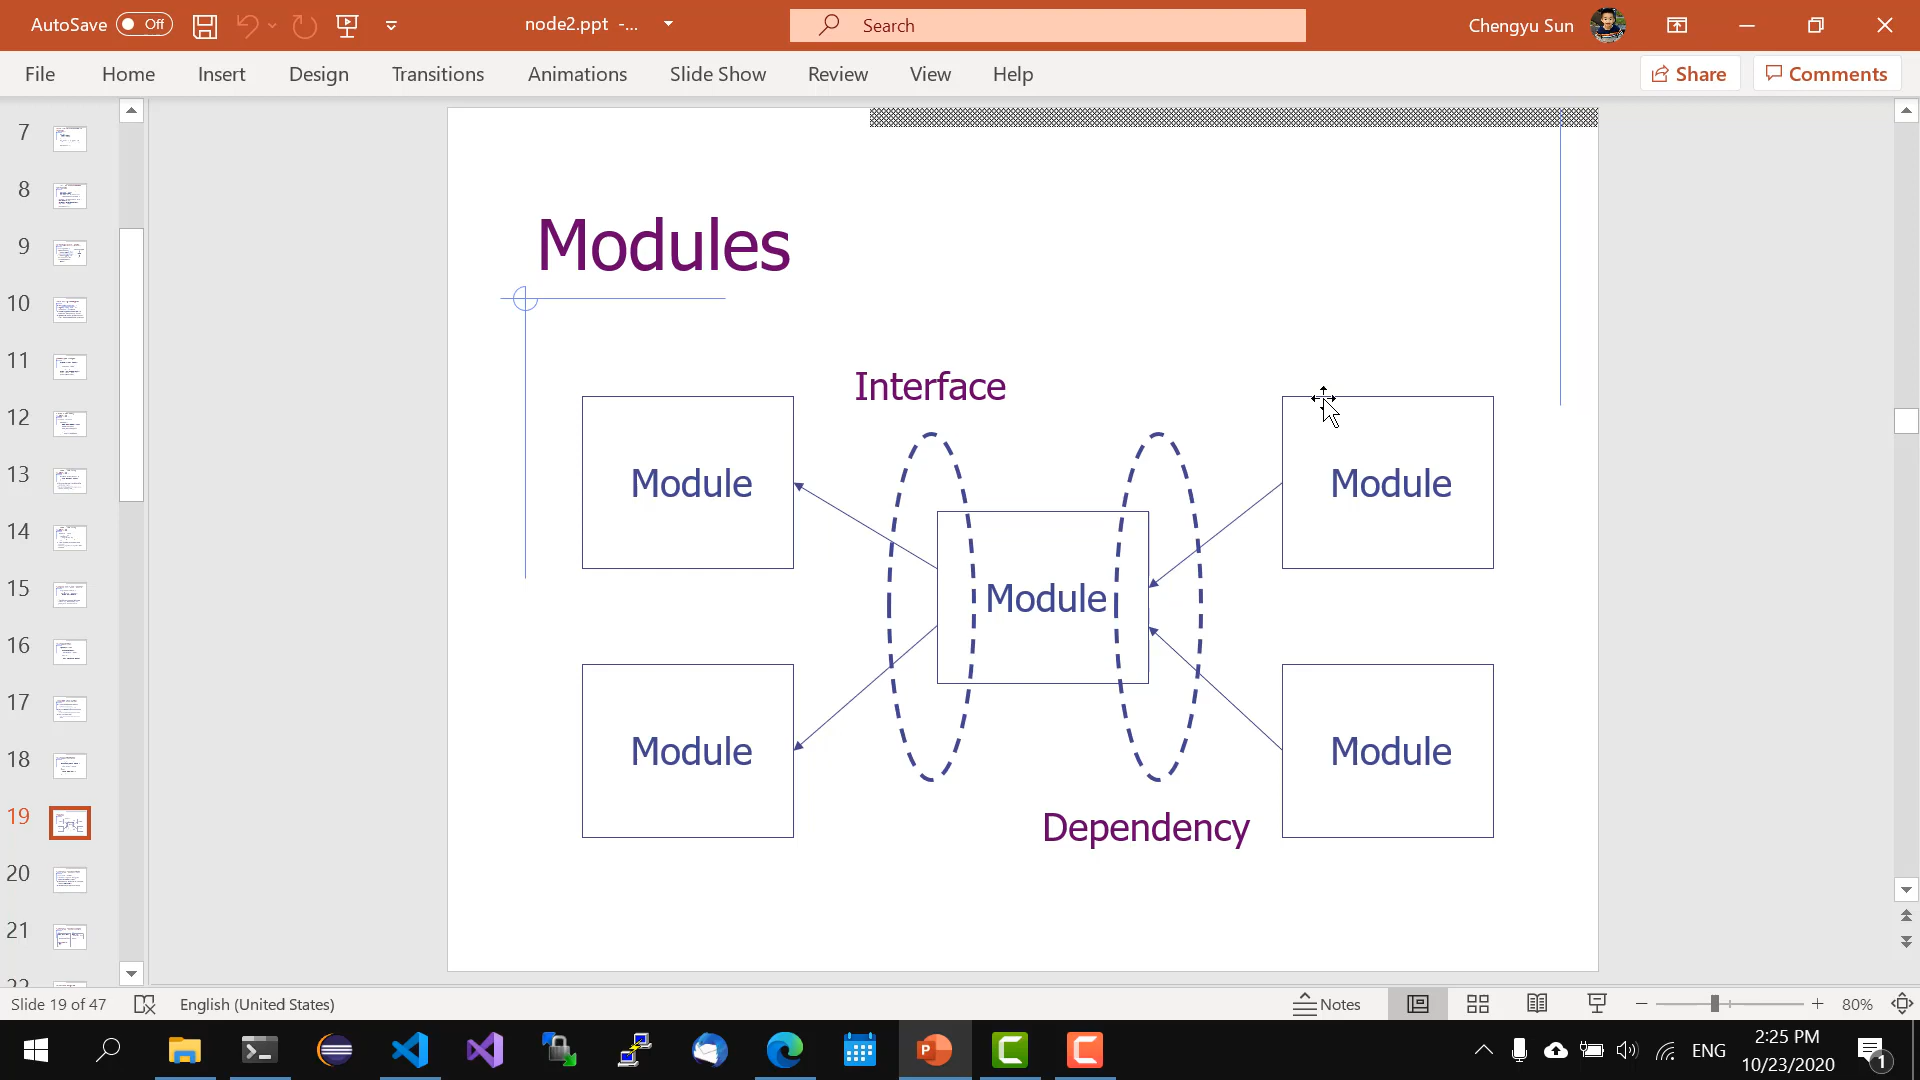 AutoSave Off node2.ppt -... Search Chengyu Sun
File Home Insert Design Transitions Animations Slide Show Review View Help Share Comments
7
8
9
10
11
12
13
14
15
16
17
18
19
20
21
22
Modules
Interface
Module Module
Module
Module Module
Dependency
Slide 19 of 47 English (United States) Notes 80%
ENG 2:25 PM
10/23/2020 1